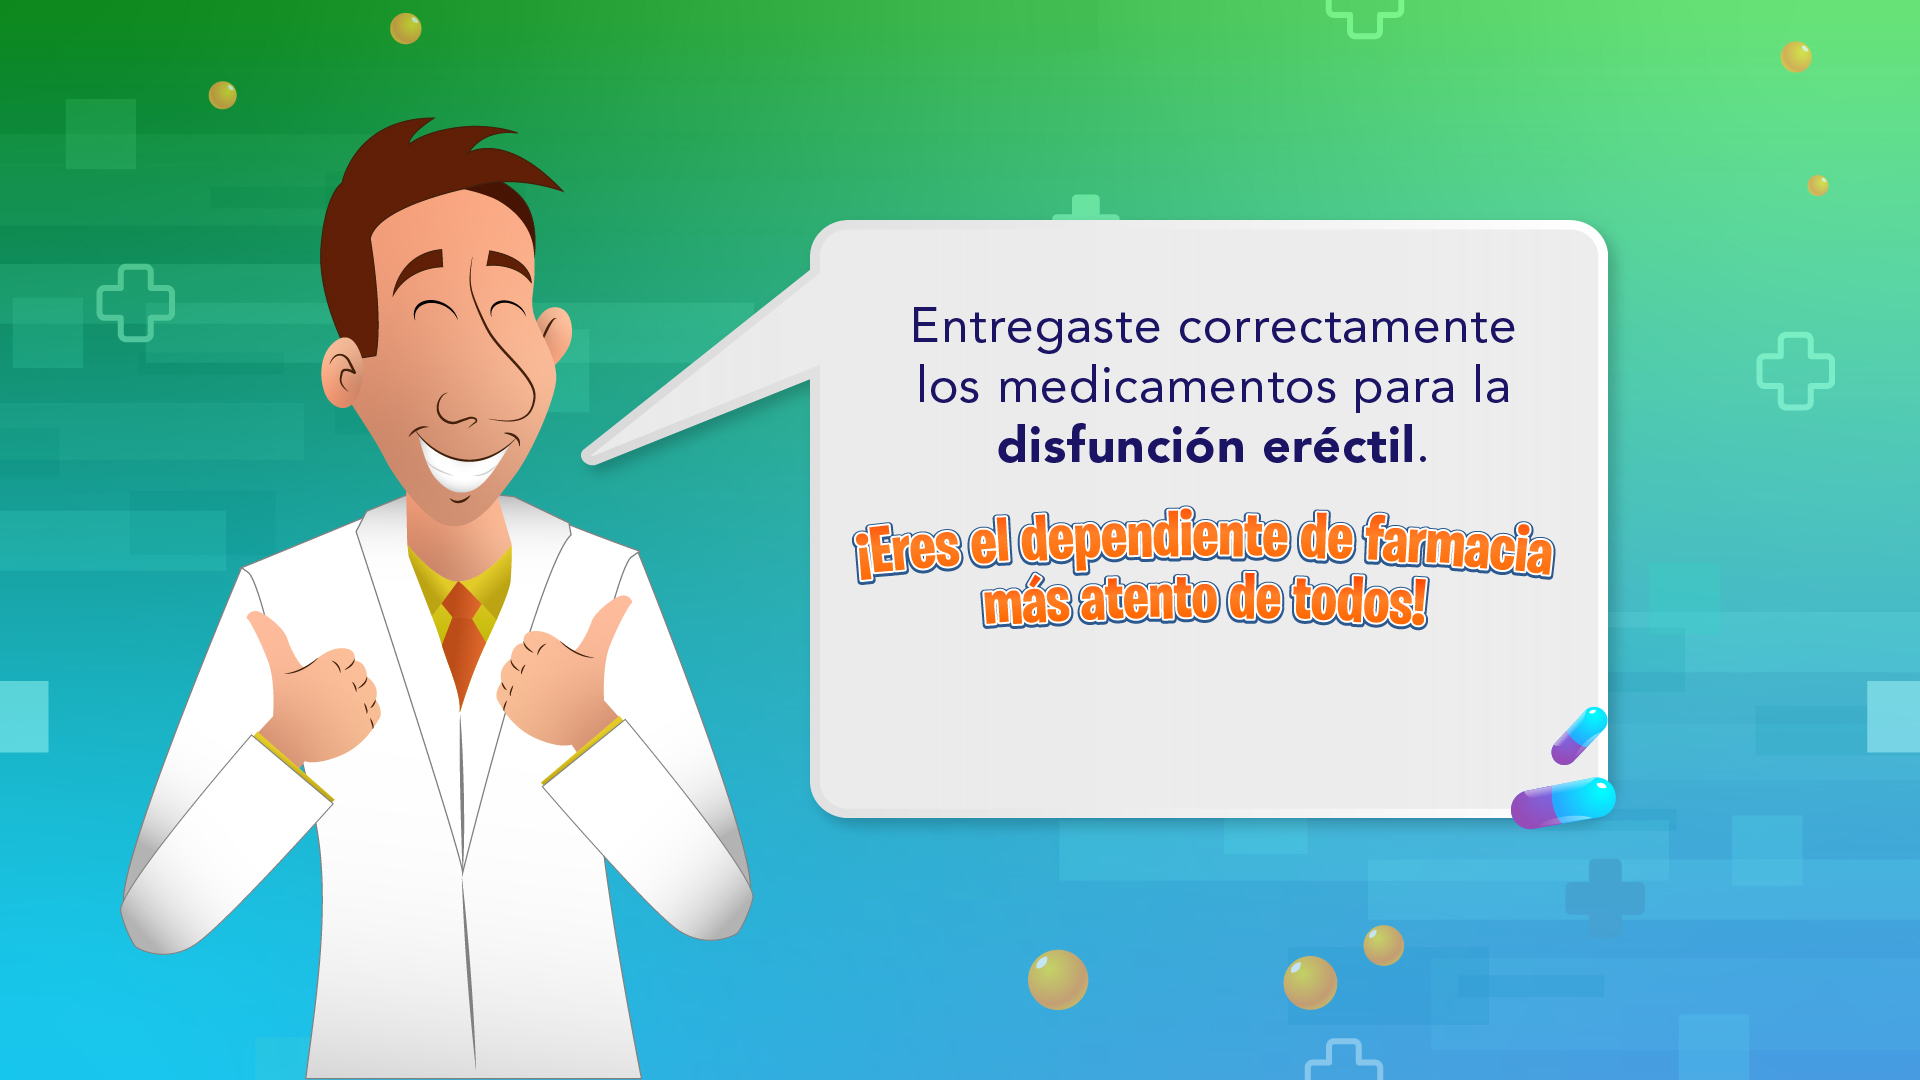 Entregaste correctamente
los medicamentos para la
disfunción eréctil.
¡Eres el dependiente de farmacia
más atento de todos!